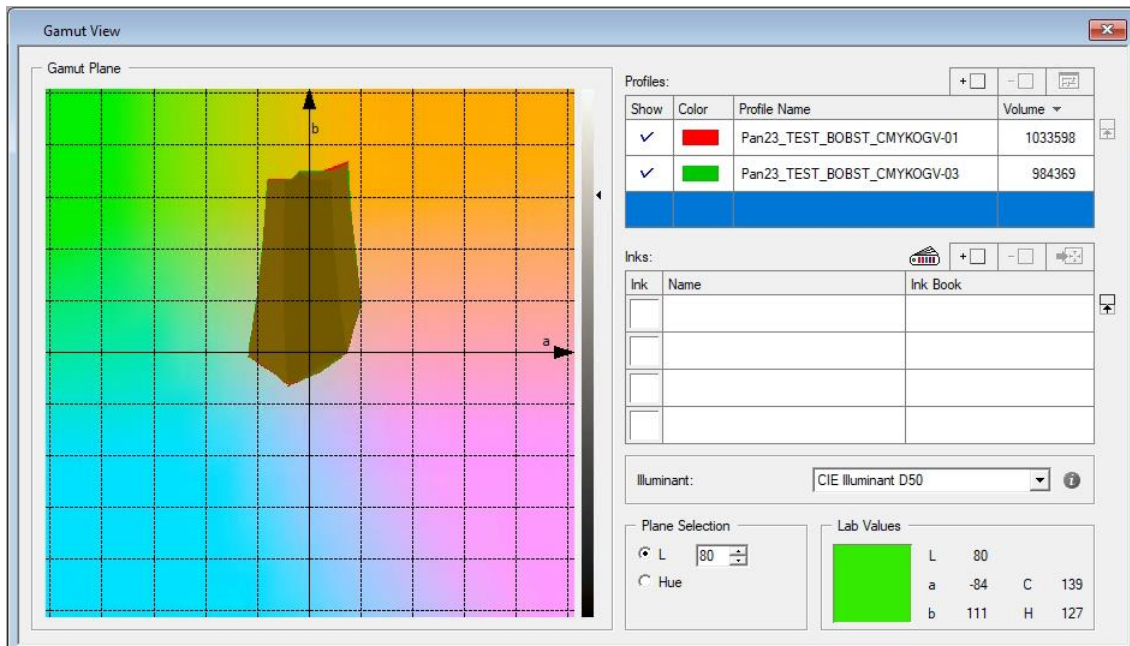 Gamut View
Gamut Plane
b
a
Profiles:
Show Color Profile Name Volume
Pan23_TEST_BOBST_CMYKOGV-01 1033598
Pan23_TEST_BOBST_CMYKOGV-03 984369
Inks:
Ink Name Ink Book
Illuminant: CIE Illuminant D50
Plane Selection
L 80
Hue
Lab Values
L 80
a -84 C 139
b 111 H 127